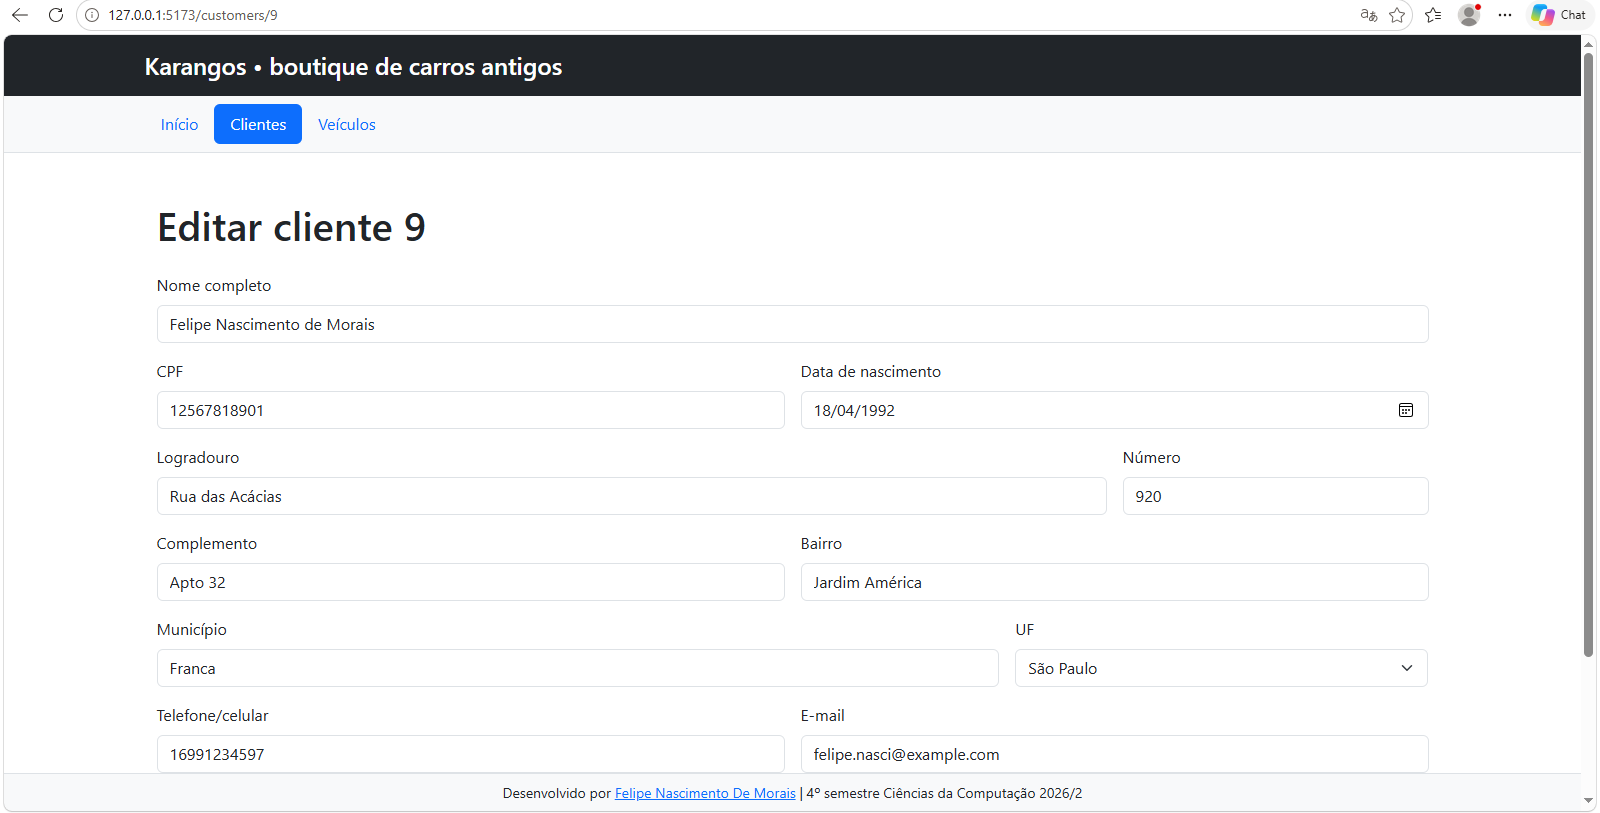 127.0.0.1:5173/customers/9
Chat
Karangos • boutique de carros antigos
Início Clientes Veículos
Editar cliente 9
Nome completo
Felipe Nascimento de Morais
CPF Data de nascimento
12567818901 18/04/1992
Logradouro Número
Rua das Acácias 920
Complemento Bairro
Apto 32 Jardim América
Município UF
Franca São Paulo
Telefone/celular E-mail
16991234597 felipe.nasci@example.com
Desenvolvido por Felipe Nascimento De Morais | 4º semestre Ciências da Computação 2026/2